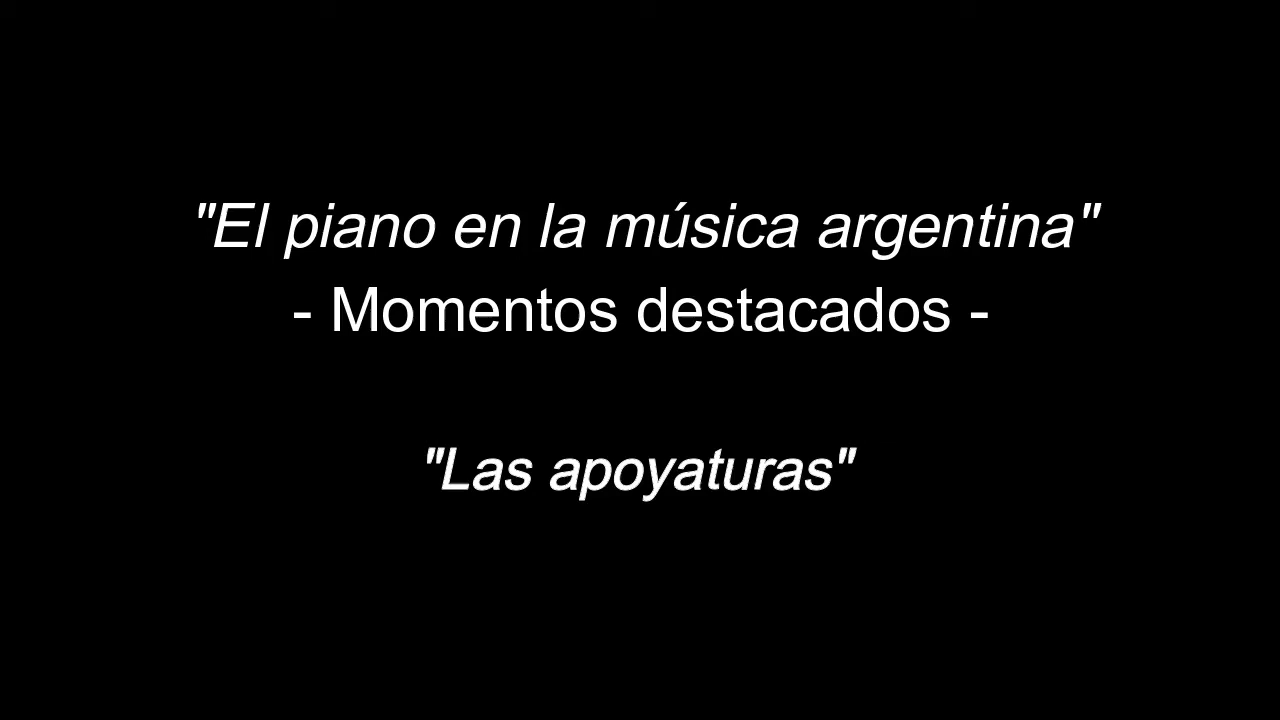 "El piano en la música argentina"
- Momentos destacados -
"Las apoyaturas"